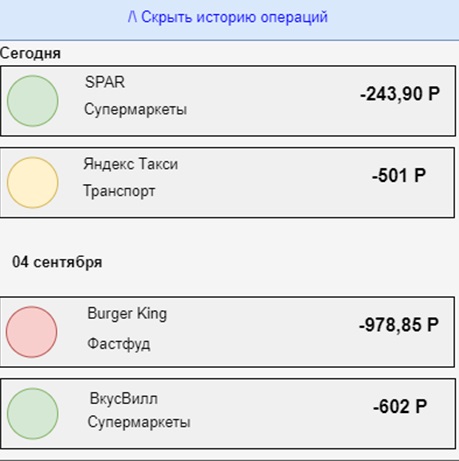 /\ Скрыть историю операций
Сегодня
SPAR
-243,90 Р
Супермаркеты
Яндекс Такси
-501 Р
Транспорт
04 сентября
Burger King
-978,85 Р
Фастфуд
ВкусВилл
-602 Р
Супермаркеты